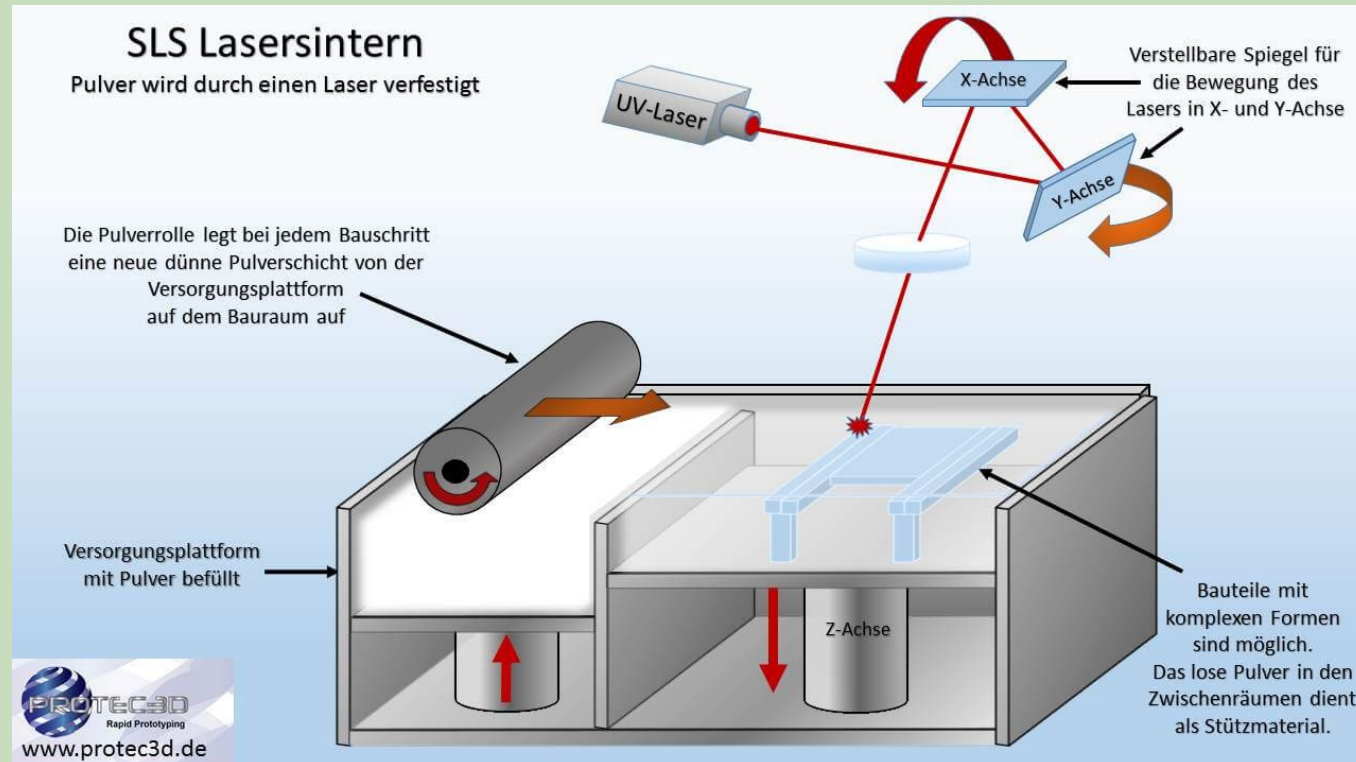 SLS Lasersintern
Pulver wird durch einen Laser verfestigt
UV-Laser
X-Achse
Y-Achse
Verstellbare Spiegel für
die Bewegung des
Lasers in X- und Y-Achse
Die Pulverrolle legt bei jedem Bauschritt
eine neue dünne Pulverschicht von der
Versorgungsplattform
auf dem Bauraum auf
Versorgungsplattform
mit Pulver befüllt
Z-Achse
Bauteile mit
komplexen Formen
sind möglich.
Das lose Pulver in den
Zwischenräumen dient
als Stützmaterial.
PROTEC3D
Rapid Prototyping
www.protec3d.de